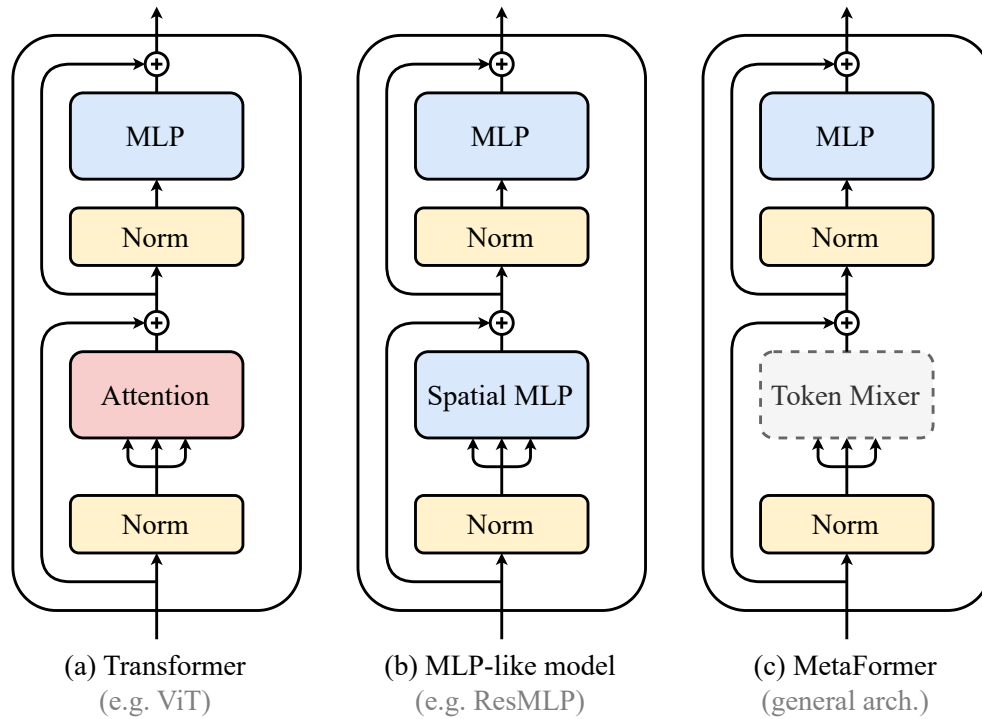 MLP
Norm
Attention
Norm
(a) Transformer
(e.g. ViT)
MLP
Norm
Spatial MLP
Norm
(b) MLP-like model
(e.g. ResMLP)
MLP
Norm
Token Mixer
Norm
(c) MetaFormer
(general arch.)